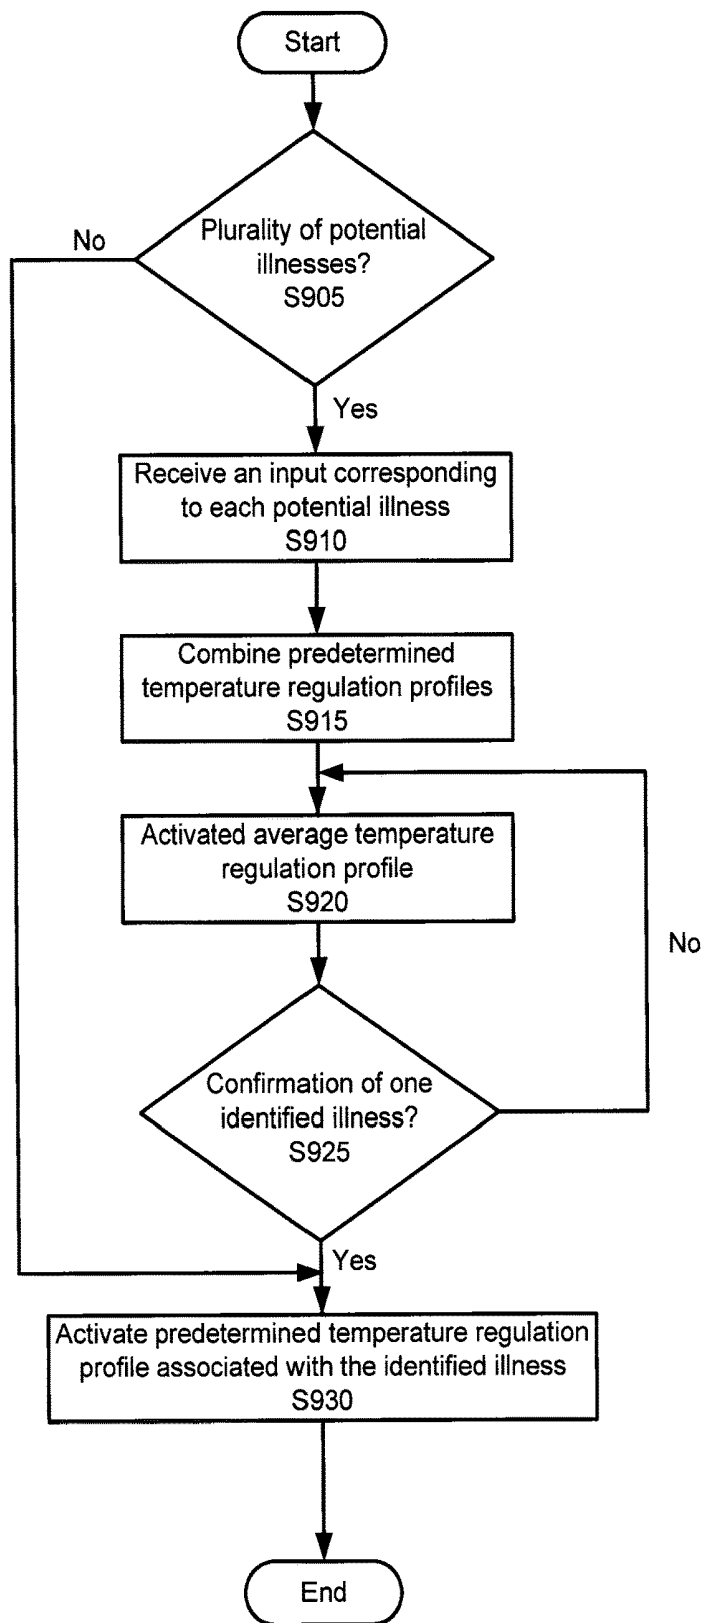 Start
Plurality of potential
illnesses?
S905
No
Yes
Receive an input corresponding
to each potential illness
S910
Combine predetermined
temperature regulation profiles
S915
Activated average temperature
regulation profile
S920
No
Confirmation of one
identified illness?
S925
Yes
Activate predetermined temperature regulation
profile associated with the identified illness
S930
End